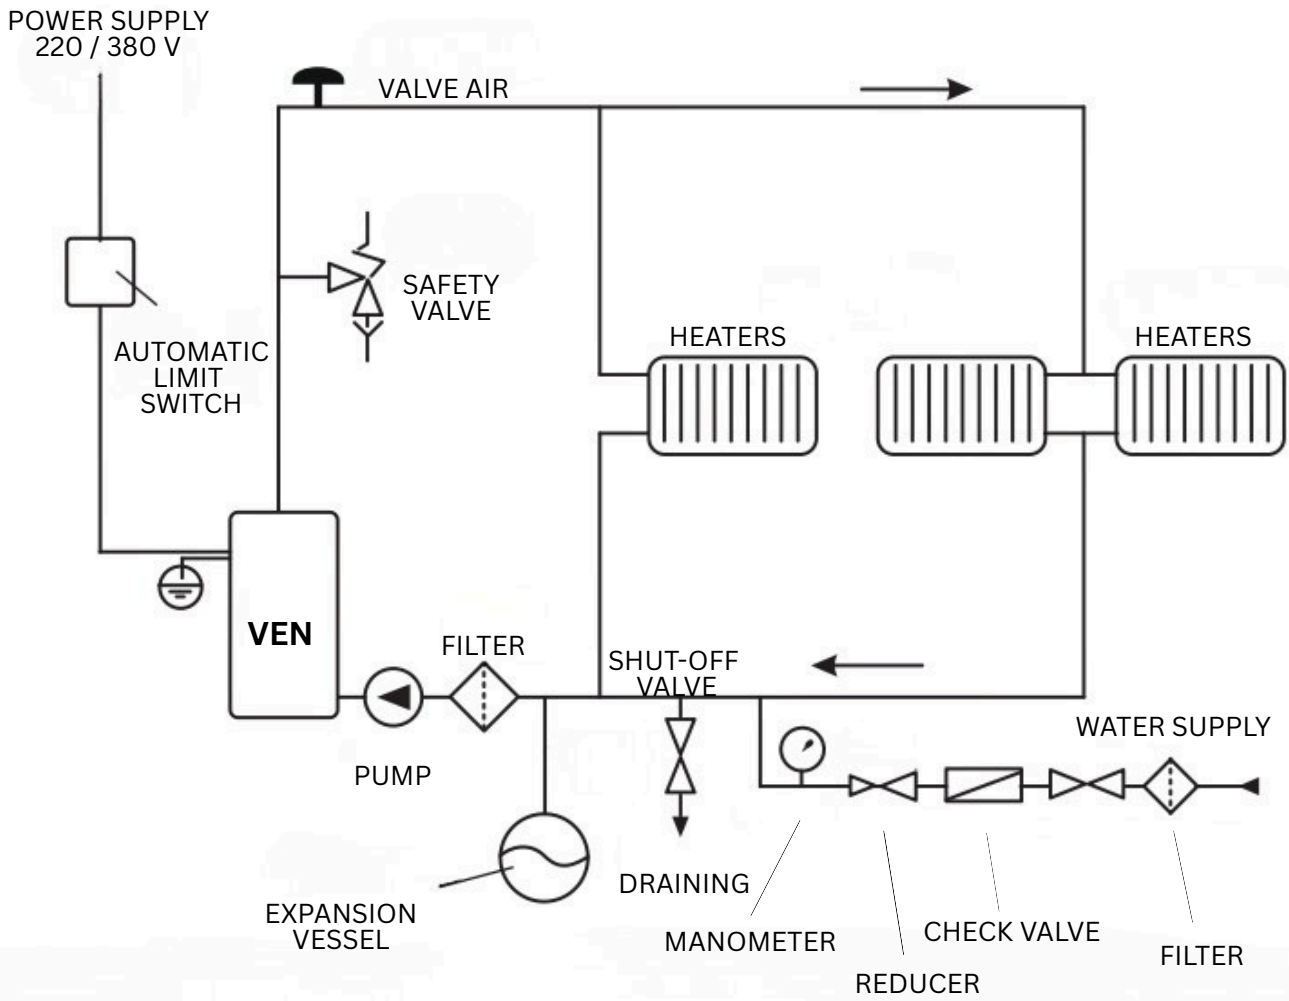 POWER SUPPLY
220 / 380 V
VALVE AIR
SAFETY
VALVE
AUTOMATIC
LIMIT
SWITCH
HEATERS
HEATERS
VEN
FILTER
PUMP
SHUT-OFF
VALVE
WATER SUPPLY
EXPANSION
VESSEL
DRAINING
MANOMETER
REDUCER
CHECK VALVE
FILTER